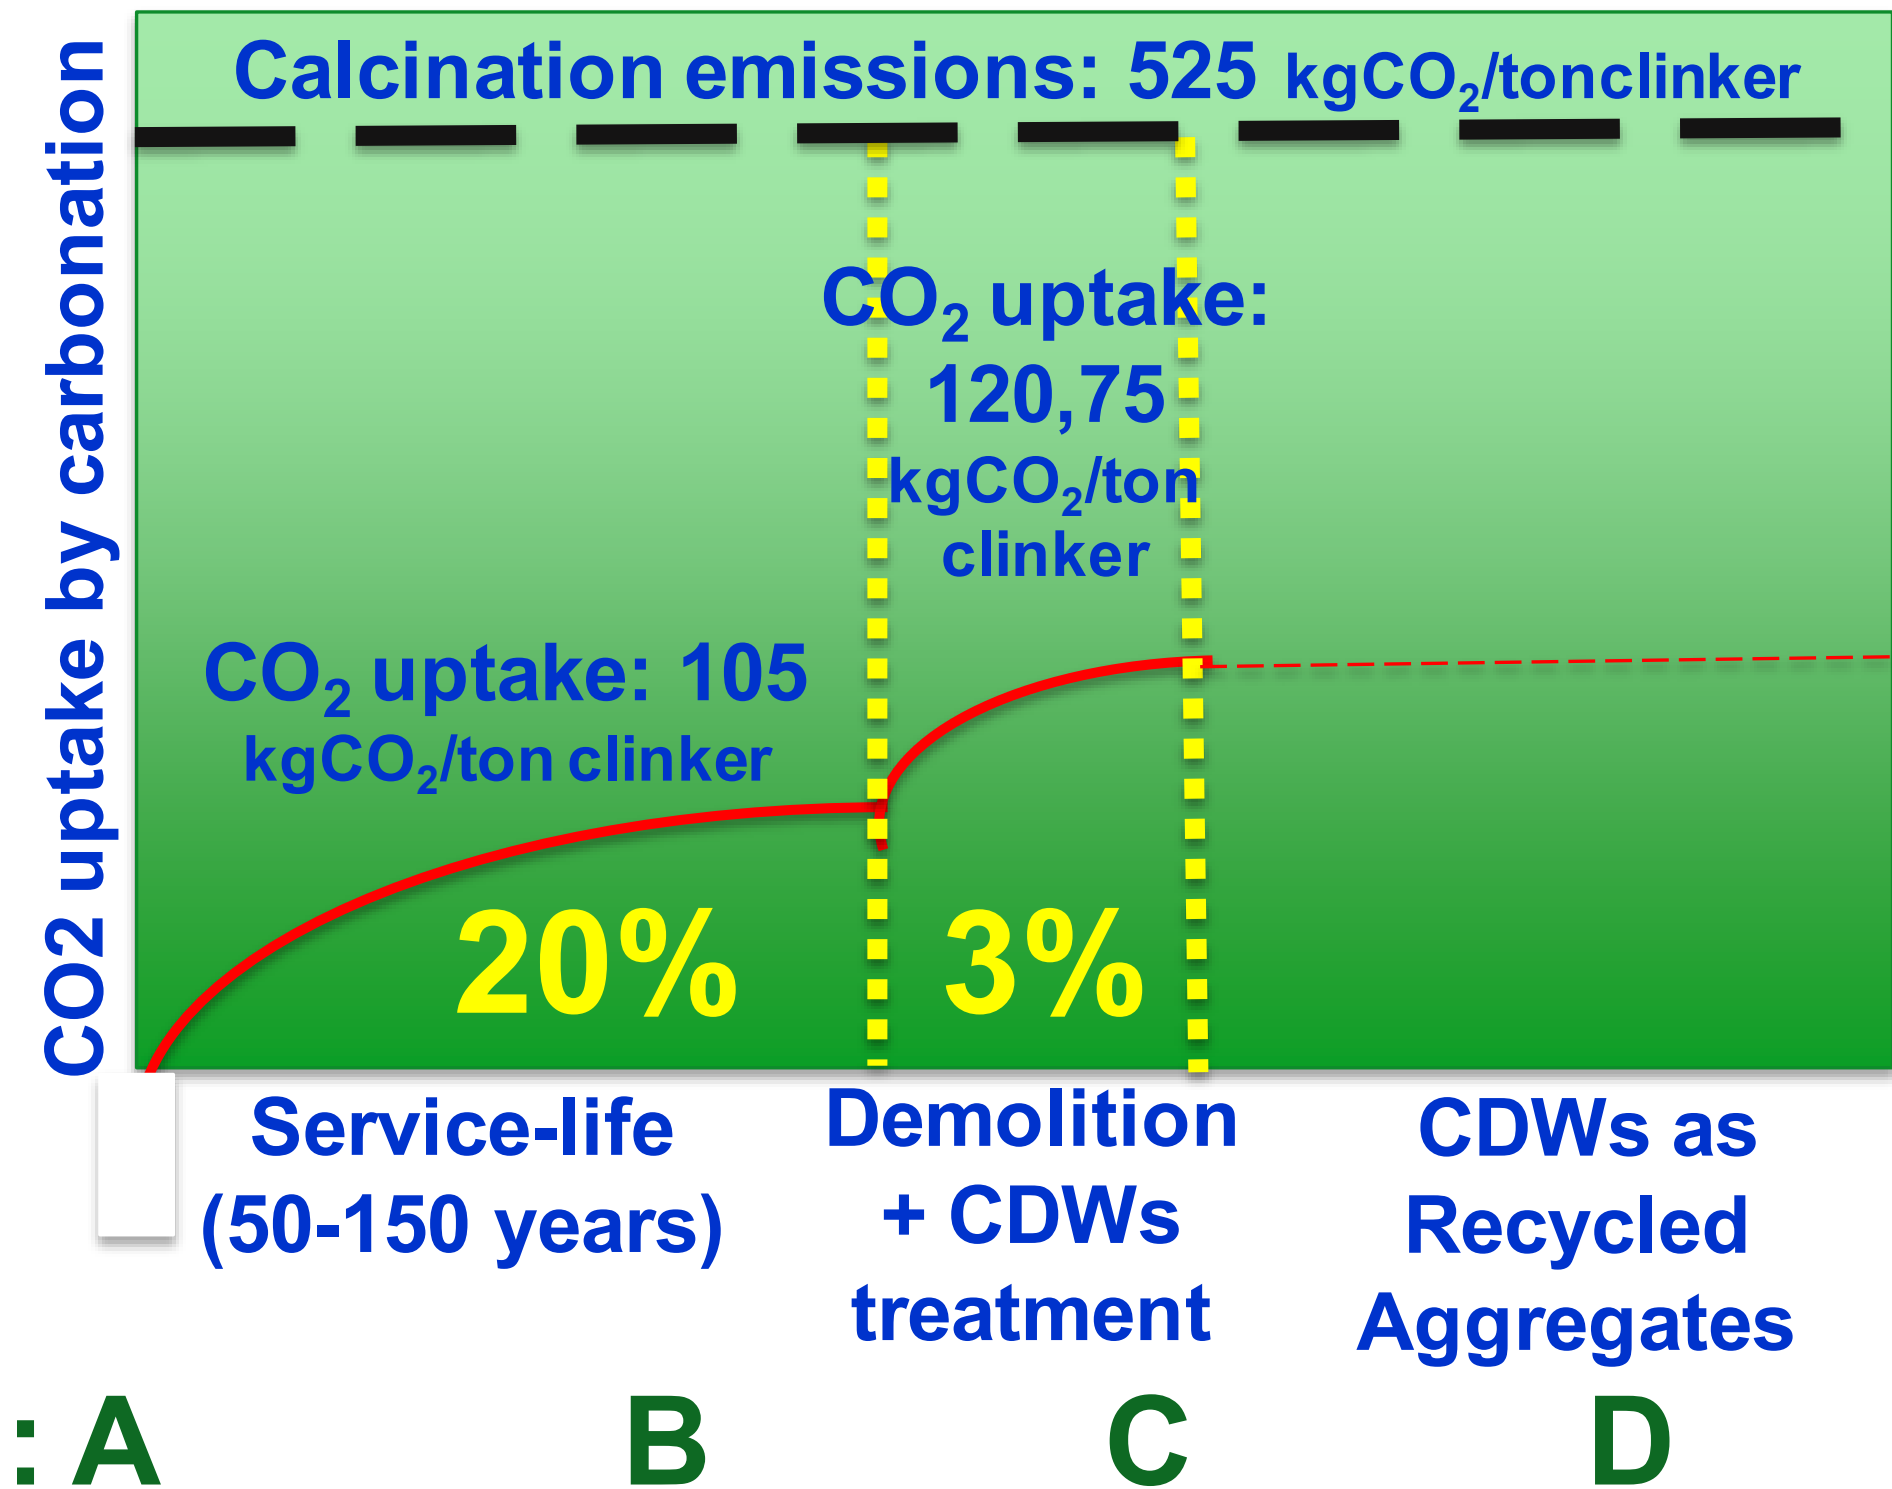 CO2 uptake by carbonation
Calcination emissions: 525 kgCO₂/tonclinker
CO₂ uptake:
120,75
kgCO₂/ton
clinker
CO₂ uptake: 105
kgCO₂/ton clinker
20%
3%
Service-life
(50-150 years)
Demolition
+ CDWs
treatment
CDWs as
Recycled
Aggregates
: A B C D